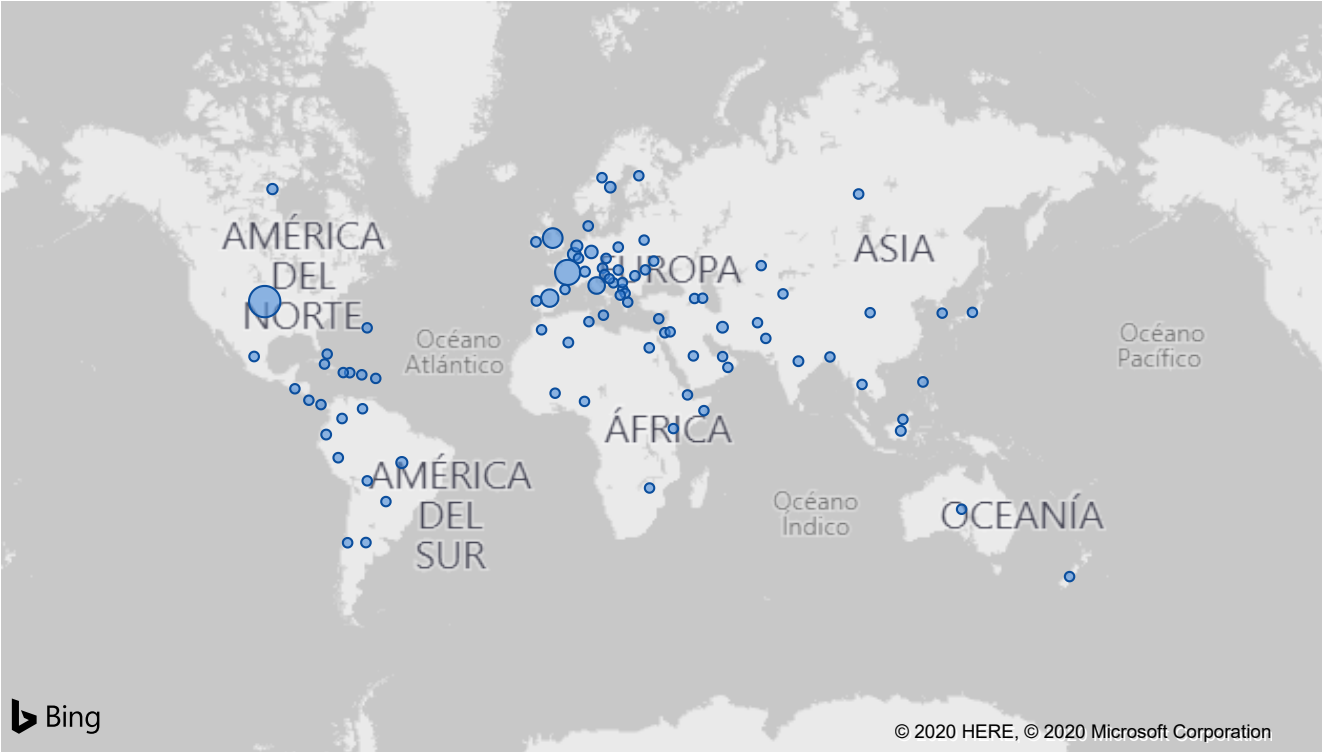 AMÉRICA
DEL
NORTE
EUROPA
ASIA
Océano
Atlántico
Océano
Pacífico
ÁFRICA
AMÉRICA
DEL
SUR
Océano
Índico
OCEANÍA
Bing
© 2020 HERE, © 2020 Microsoft Corporation